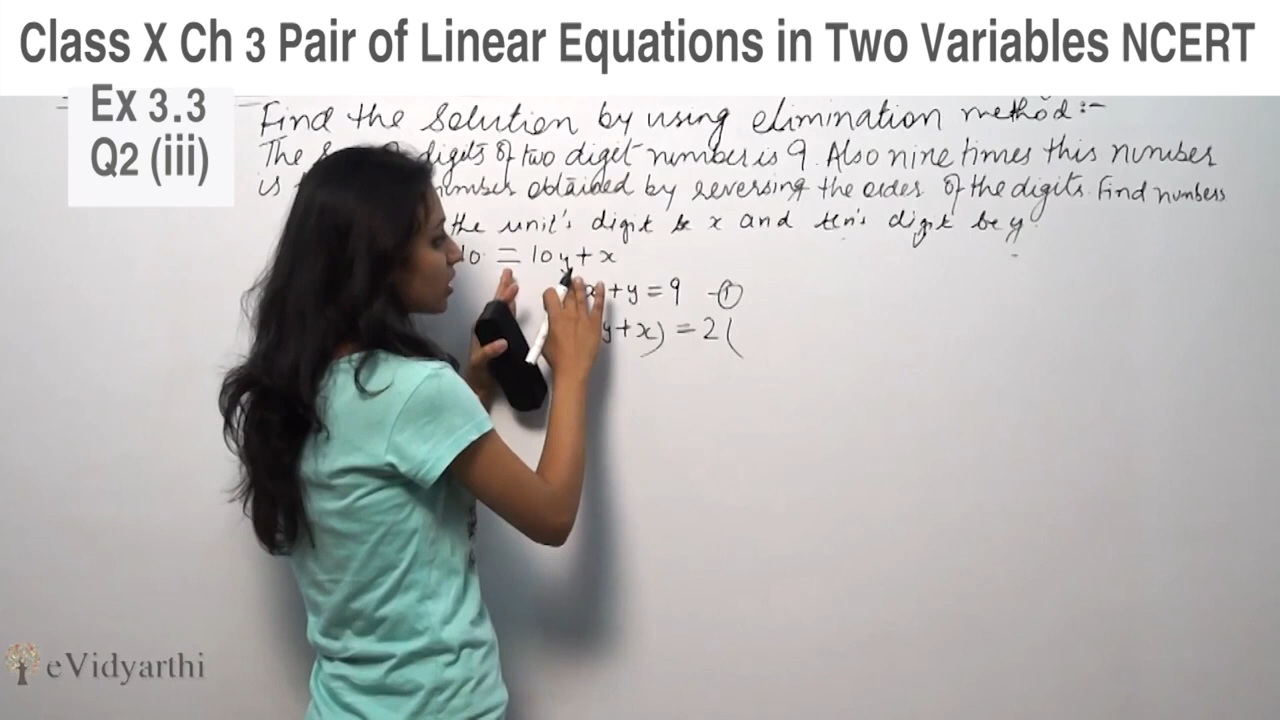 Class X Ch 3 Pair of Linear Equations in Two Variables NCERT
Ex 3.3
Q2 (iii)
Find the Solution by using elimination method:-
The digits of two digit number is 9. Also nine times this number
is number obtained by reversing the order of the digits. Find numbers
the unit's digit be x and ten's digit be y.
No. = 10y + x
x + y = 9 - ①
y + x) = 2 (
eVidyarthi